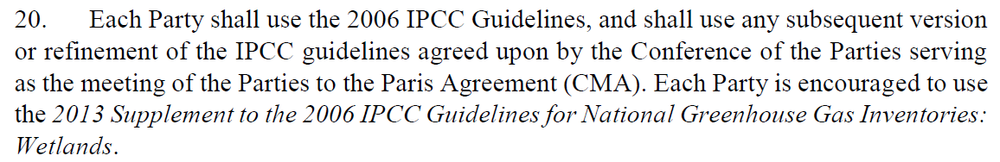 20. Each Party shall use the 2006 IPCC Guidelines, and shall use any subsequent version
or refinement of the IPCC guidelines agreed upon by the Conference of the Parties serving
as the meeting of the Parties to the Paris Agreement (CMA). Each Party is encouraged to use
the 2013 Supplement to the 2006 IPCC Guidelines for National Greenhouse Gas Inventories:
Wetlands.